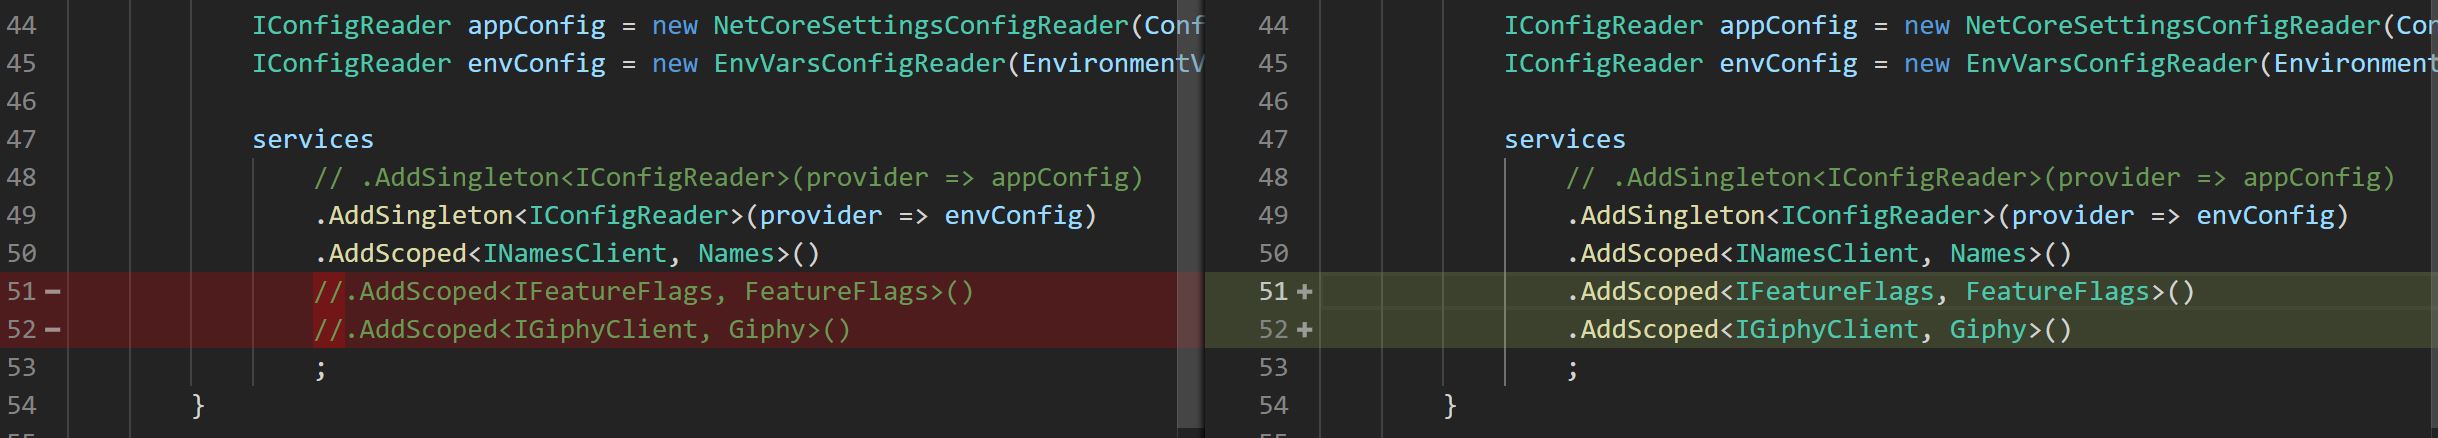 44 IConfigReader appConfig = new NetCoreSettingsConfigReader(Conf
45 IConfigReader envConfig = new EnvVarsConfigReader(EnvironmentV
46
47 services
48 // .AddSingleton<IConfigReader>(provider => appConfig)
49 .AddSingleton<IConfigReader>(provider => envConfig)
50 .AddScoped<INamesClient, Names>()
51 - //.AddScoped<IFeatureFlags, FeatureFlags>()
52 - //.AddScoped<IGiphyClient, Giphy>()
53 ;
54 }
44 IConfigReader appConfig = new NetCoreSettingsConfigReader(Con
45 IConfigReader envConfig = new EnvVarsConfigReader(Environment
46
47 services
48 // .AddSingleton<IConfigReader>(provider => appConfig)
49 .AddSingleton<IConfigReader>(provider => envConfig)
50 .AddScoped<INamesClient, Names>()
51 + .AddScoped<IFeatureFlags, FeatureFlags>()
52 + .AddScoped<IGiphyClient, Giphy>()
53 ;
54 }